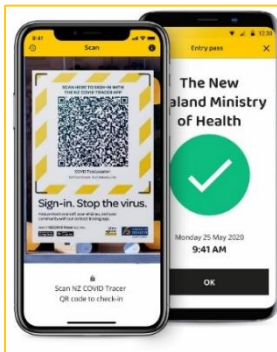 9:41
Scan
SCAN HERE TO SIGN-IN WITH
THE NZ COVID TRACER APP
Sign-in. Stop the virus.
Scan NZ COVID Tracer
QR code to check-in
12:30
Entry pass
The New
aland Ministry
of Health
Monday 25 May 2020
9:41 AM
OK